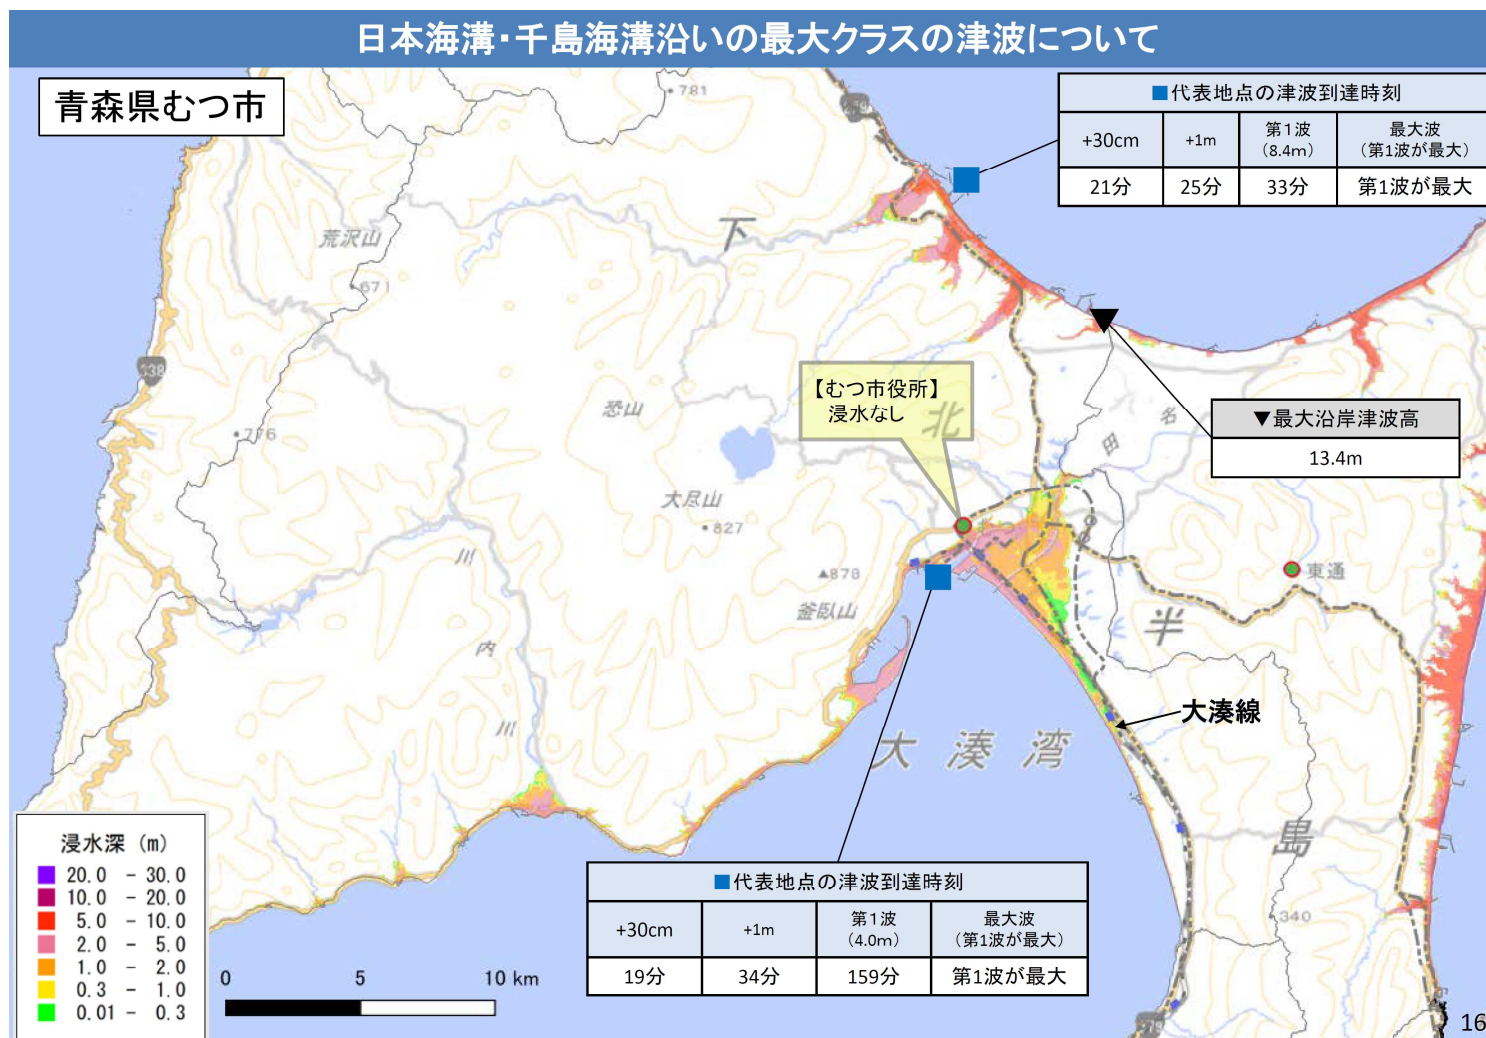 日本海溝・千島海溝沿いの最大クラスの津波について
青森県むつ市
■代表地点の津波到達時刻
+30cm +1m 第1波（8.4m） 最大波（第1波が最大）
21分 25分 33分 第1波が最大
279
781
下
荒沢山
671
338
【むつ市役所】
浸水なし
北
恐山
776
名
田
▼最大沿岸津波高
13.4m
大尽山
827
878
釜臥山
東通
川
内
川
半
大湊線
大湊湾
島
340
浸水深 (m)
20.0 - 30.0
10.0 - 20.0
5.0 - 10.0
2.0 - 5.0
1.0 - 2.0
0.3 - 1.0
0.01 - 0.3
0 5 10 km
■代表地点の津波到達時刻
+30cm +1m 第1波（4.0m） 最大波（第1波が最大）
19分 34分 159分 第1波が最大
279
16